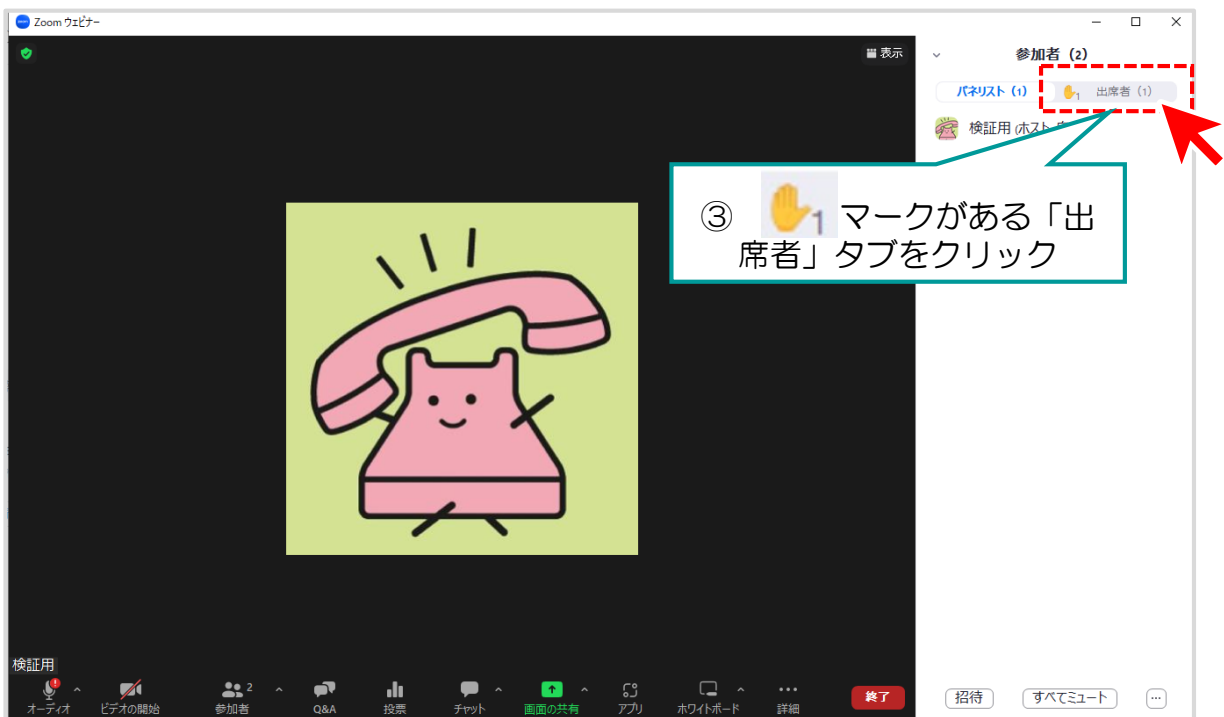 Zoom ウェビナー
表示
参加者 (2)
パネリスト (1)
1 出席者 (1)
検証用 (ホスト
③ 1 マークがある「出
席者」タブをクリック
検証用
オーディオ
ビデオの開始
2
参加者
Q&A
投票
チャット
画面の共有
アプリ
ホワイトボード
詳細
終了
招待
すべてミュート